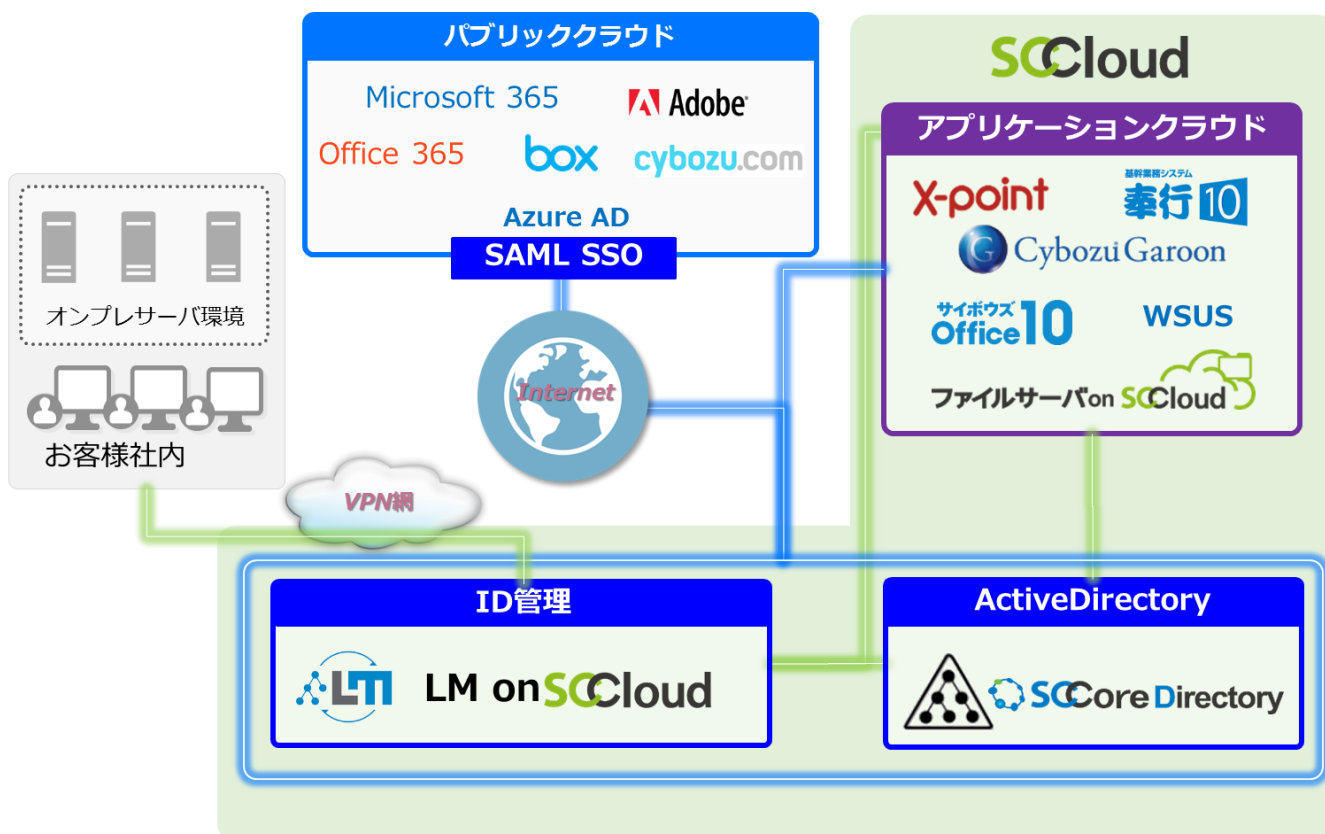 パブリッククラウド
Microsoft 365
Adobe
Office 365
box
cybozu.com
Azure AD
SAML SSO
SCCloud
アプリケーションクラウド
X-point
基幹業務システム
奉行10
G Cybozu Garoon
サイボウズ
Office10
WSUS
ファイルサーバon SCCloud
オンプレサーバ環境
お客様社内
Internet
VPN網
ID管理
LM
LM on SCCloud
ActiveDirectory
SCCore Directory